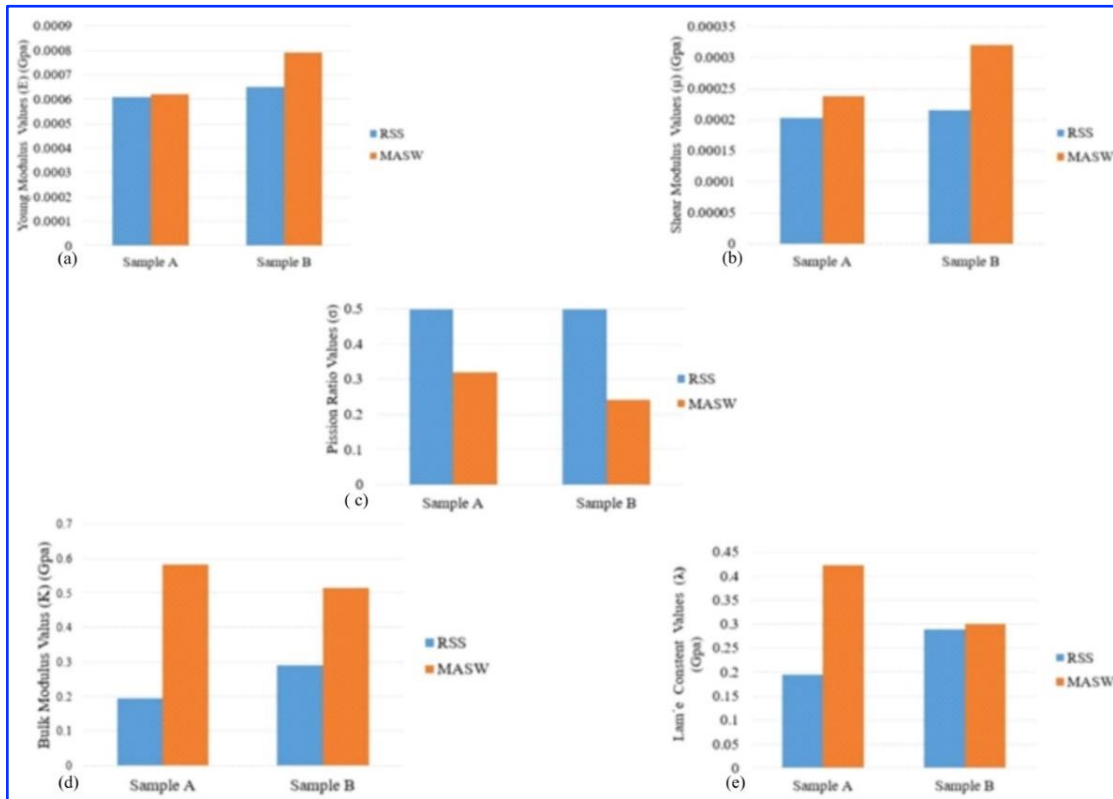 Young Modulus Values (E) (Gpa)
0.0009
0.0008
0.0007
0.0006
0.0005
0.0004
0.0003
0.0002
0.0001
0
Sample A
Sample B
RSS
MASW
(a)
Shear Modulus Values (μ) (Gpa)
0.00035
0.0003
0.00025
0.0002
0.00015
0.0001
0.00005
0
Sample A
Sample B
RSS
MASW
(b)
Pission Ratio Values (σ)
0.5
0.4
0.3
0.2
0.1
0
Sample A
Sample B
RSS
MASW
( c)
Bulk Modulus Valus (K) (Gpa)
0.7
0.6
0.5
0.4
0.3
0.2
0.1
0
Sample A
Sample B
RSS
MASW
(d)
Lam´e Constent Values (λ)
(Gpa)
0.45
0.4
0.35
0.3
0.25
0.2
0.15
0.1
0.05
0
Sample A
Sample B
RSS
MASW
(e)